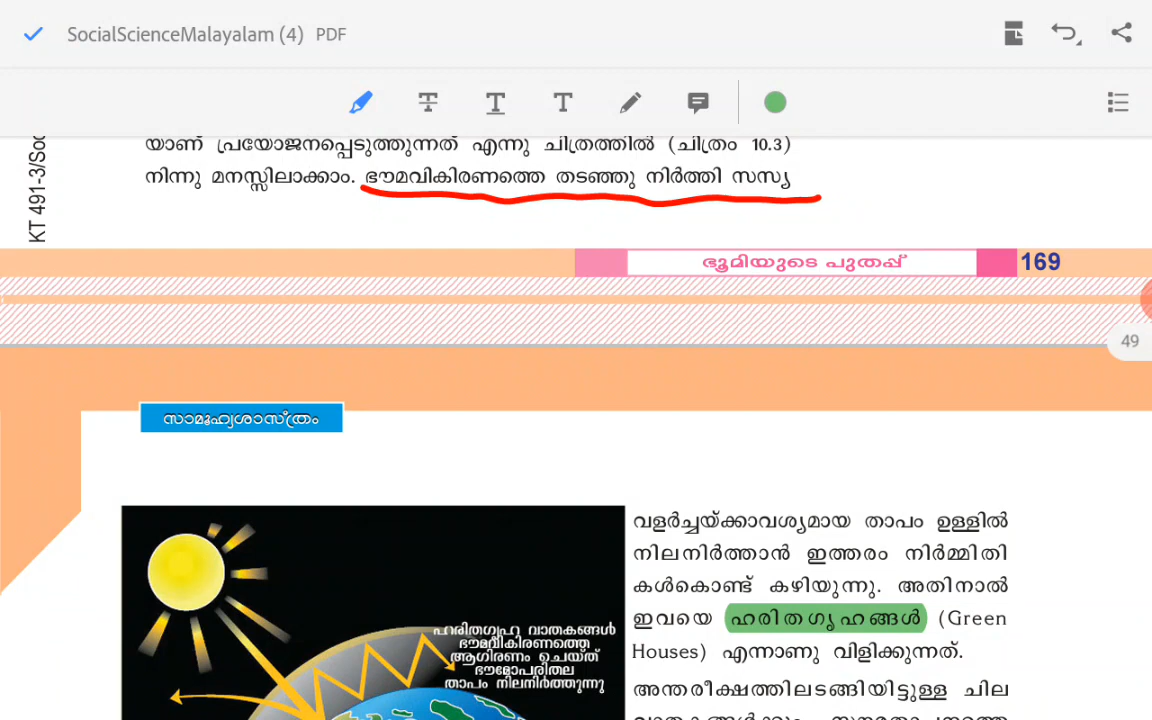 SocialScienceMalayalam (4) PDF
KT 491-3/Soc
യാണ് പ്രയോജനപ്പെടുത്തുന്നത് എന്നു ചിത്രത്തിൽ (ചിത്രം 10.3)
നിന്നു മനസ്സിലാക്കാം. ഭൗമവികിരണത്തെ തടഞ്ഞു നിർത്തി സസ്യ
ഭൂമിയുടെ പുതപ്പ് 169
49
സാമൂഹ്യശാസ്ത്രം
വളർച്ചയ്ക്കാവശ്യമായ താപം ഉള്ളിൽ
നിലനിർത്താൻ ഇത്തരം നിർമ്മിതി
കൾകൊണ്ട് കഴിയുന്നു. അതിനാൽ
ഇവയെ ഹരിതഗൃഹങ്ങൾ (Green
Houses) എന്നാണു വിളിക്കുന്നത്.
അന്തരീക്ഷത്തിലടങ്ങിയിട്ടുള്ള ചില
ഹരിതഗൃഹ വാതകങ്ങൾ
ഭൗമവികിരണത്തെ
ആഗിരണം ചെയ്ത്
ഭൗമോപരിതല
താപം നിലനിർത്തുന്നു